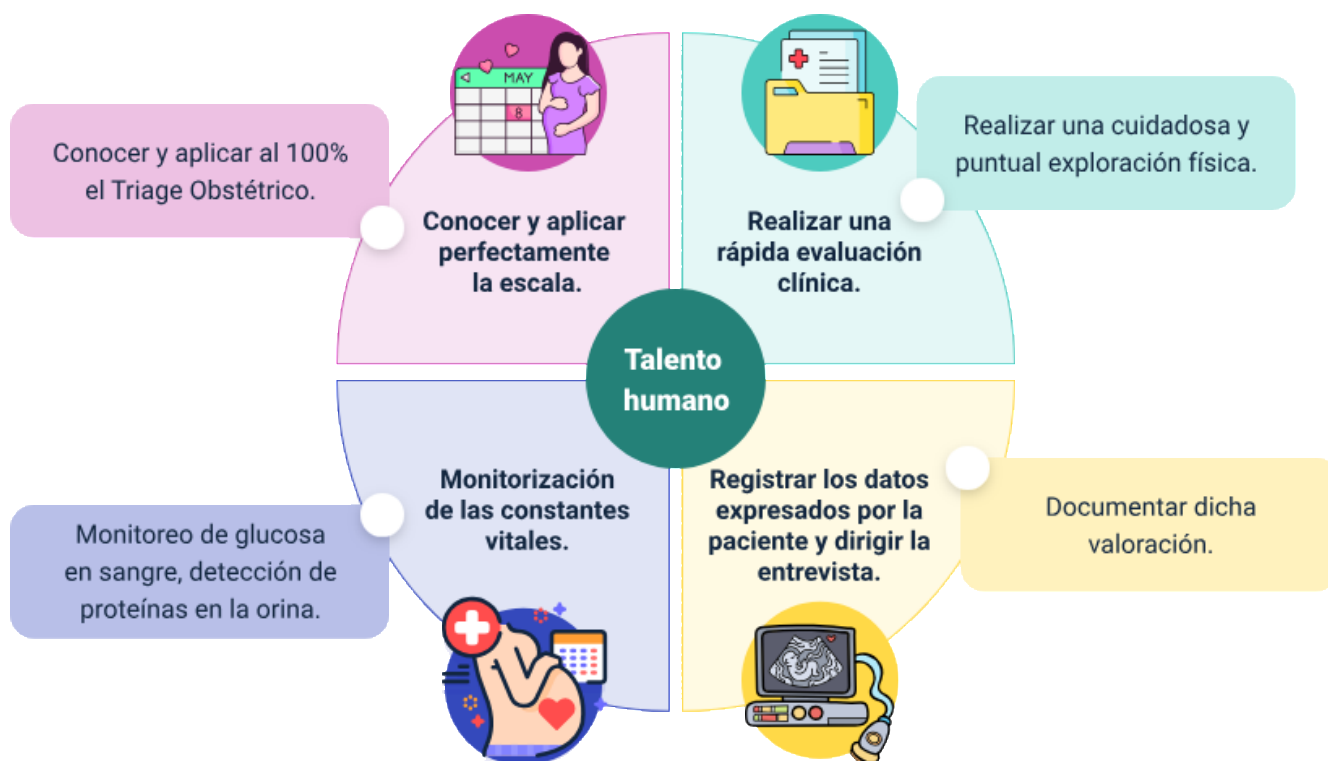 MAY
8
Conocer y aplicar al 100%
el Triage Obstétrico.
Conocer y aplicar
perfectamente
la escala.
Realizar una
rápida evaluación
clínica.
Realizar una cuidadosa y
puntual exploración física.
Talento
humano
Monitorización
de las constantes
vitales.
Monitoreo de glucosa
en sangre, detección de
proteínas en la orina.
Registrar los datos
expresados por la
paciente y dirigir la
entrevista.
Documentar dicha
valoración.